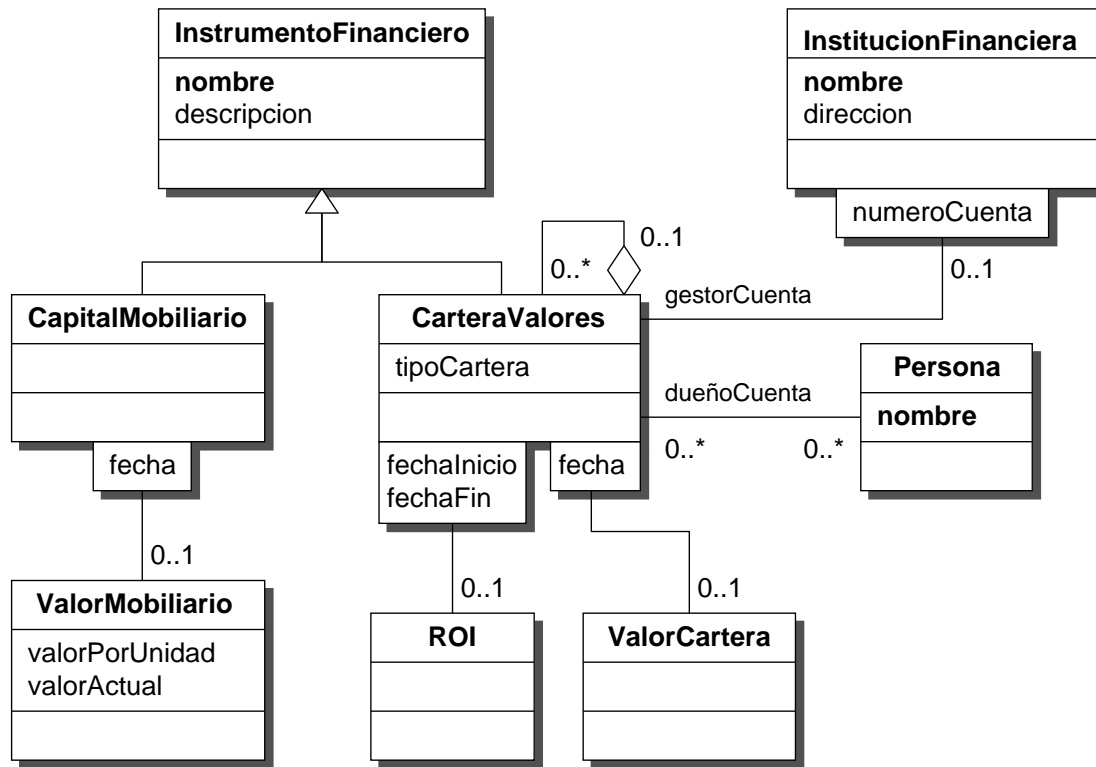 InstrumentoFinanciero
nombre
descripcion
InstitucionFinanciera
nombre
direccion
numeroCuenta
0..1
0..*
0..1
gestorCuenta
CapitalMobiliario
fecha
CarteraValores
tipoCartera
fechaInicio
fechaFin
fecha
dueñoCuenta
0..*
0..*
Persona
nombre
0..1
ValorMobiliario
valorPorUnidad
valorActual
0..1
ROI
0..1
ValorCartera